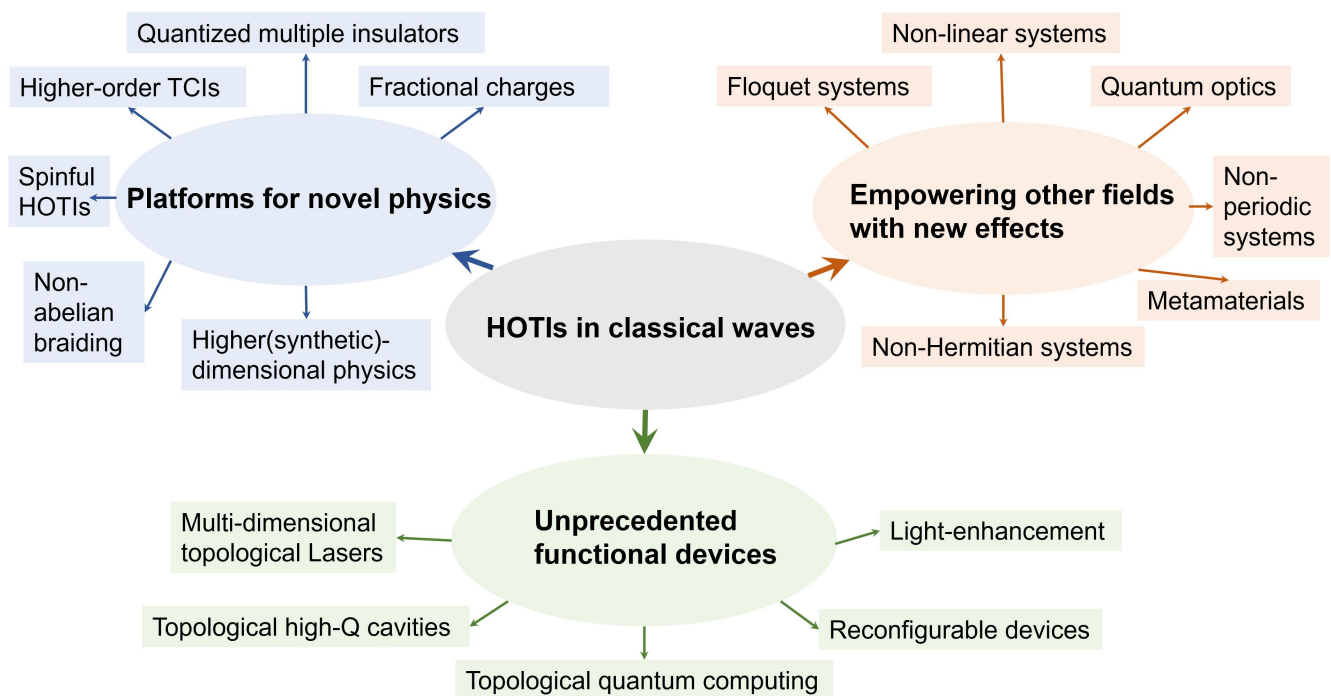 Quantized multiple insulators
Higher-order TCIs
Fractional charges
Spinful
HOTIs
Platforms for novel physics
Non-
abelian
braiding
Higher(synthetic)-
dimensional physics
Non-linear systems
Floquet systems
Quantum optics
Empowering other fields
with new effects
Non-
periodic
systems
Metamaterials
Non-Hermitian systems
HOTIs in classical waves
Unprecedented
functional devices
Multi-dimensional
topological Lasers
Light-enhancement
Topological high-Q cavities
Reconfigurable devices
Topological quantum computing